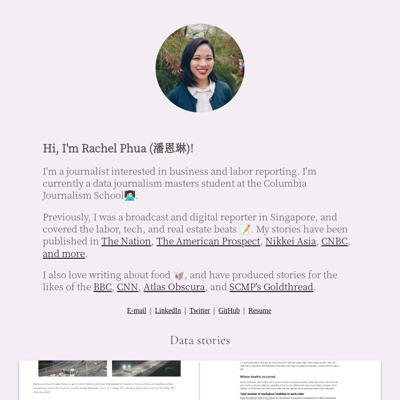 Hi, I'm Rachel Phua (潘恩琳)!
I'm a journalist interested in business and labor reporting. I'm
currently a data journalism masters student at the Columbia
Journalism School👩🏻‍💻.
Previously, I was a broadcast and digital reporter in Singapore, and
covered the labor, tech, and real estate beats 📝. My stories have been
published in The Nation, The American Prospect, Nikkei Asia, CNBC,
and more.
I also love writing about food 🥡, and have produced stories for the
likes of the BBC, CNN, Atlas Obscura, and SCMP's Goldthread.
E-mail | LinkedIn | Twitter | GitHub | Resume
Data stories
Where deaths occurred